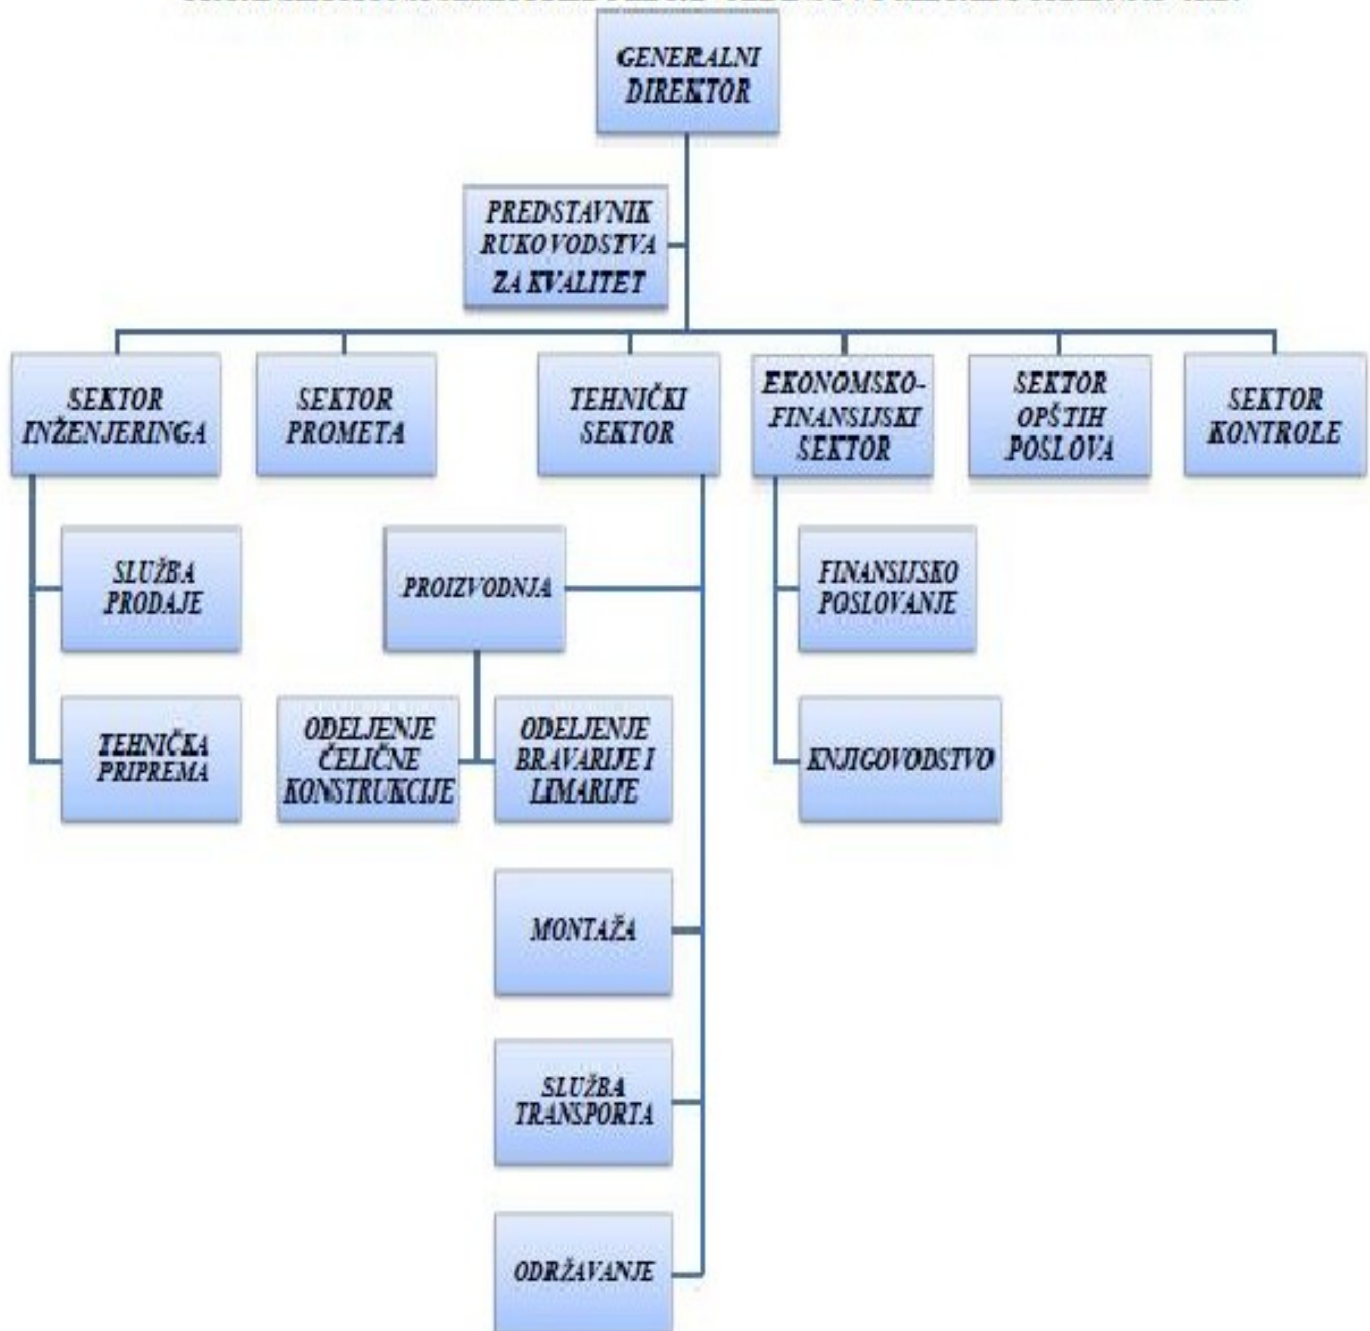 GENERALNI
DIREKTOR
PREDSTAVNIK
RUKOVODSTVA
ZA KVALITET
SEKTOR
INŽENJERINGA
SEKTOR
PROMETA
TEHNIČKI
SEKTOR
EKONOMSKO-
FINANSIJSKI
SEKTOR
SEKTOR
OPŠTIH
POSLOVA
SEKTOR
KONTROLE
SLUŽBA
PRODAJE
PROIZVODNJA
FINANSIJSKO
POSLOVANJE
TEHNIČKA
PRIPREMA
ODELJENJE
ČELIČNE
KONSTRUKCIJE
ODELJENJE
BRAVARIJE I
LIMARIJE
KNJIGOVODSTVO
MONTAŽA
SLUŽBA
TRANSPORTA
ODRŽAVANJE